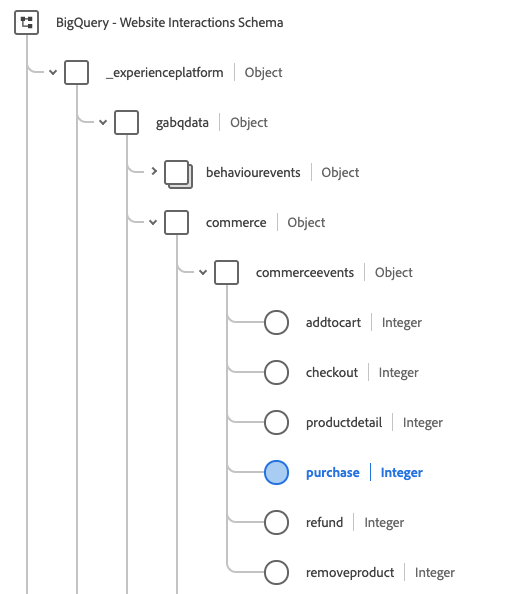 BigQuery - Website Interactions Schema
_experienceplatform | Object
gabqdata | Object
behaviourevents | Object
commerce | Object
commerceevents | Object
addtocart | Integer
checkout | Integer
productdetail | Integer
purchase | Integer
refund | Integer
removeproduct | Integer